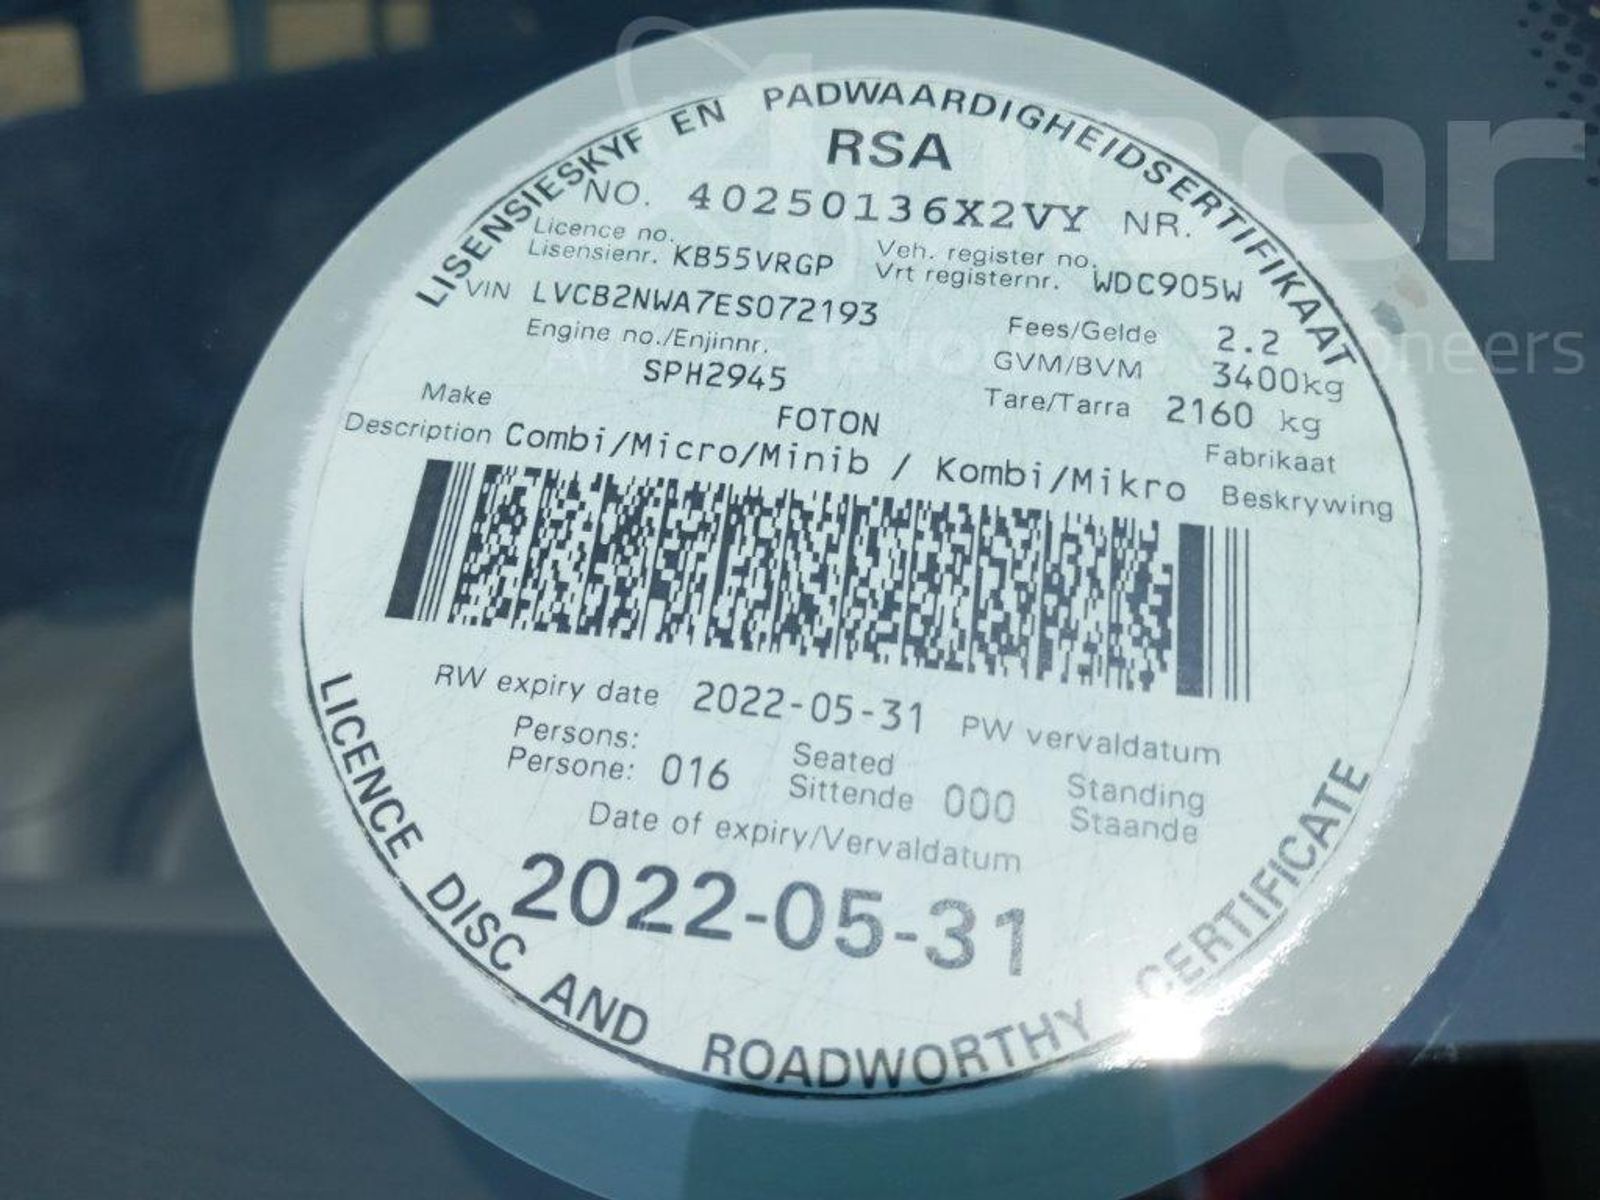 LISENSIESKYF EN PADWAARDIGHEIDSERTIFIKAAT
RSA
NO. 40250136X2VY NR.
Licence no.
Lisensienr. KB55VRGP
Veh. register no.
Vrt registernr. WDC905W
VIN LVCB2NWA7ES072193
Engine no./Enjinnr.
SPH2945
Fees/Gelde 2.2
GVM/BVM 3400kg
Tare/Tarra 2160 kg
Make FOTON Fabrikaat
Description Combi/Micro/Minib / Kombi/Mikro Beskrywing
RW expiry date 2022-05-31 PW vervaldatum
Persons:
Persone: 016
Seated
Sittende 000
Standing
Staande
Date of expiry/Vervaldatum
2022-05-31
LICENCE DISC AND ROADWORTHY CERTIFICATE